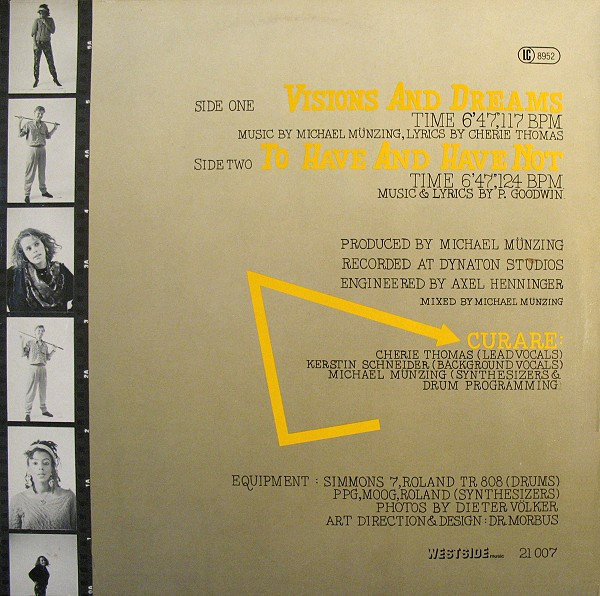 LC 8952
SIDE ONE VISIONS AND DREAMS
TIME 6'47",117 BPM
MUSIC BY MICHAEL MÜNZING, LYRICS BY CHERIE THOMAS
SIDE TWO TO HAVE AND HAVE NOT
TIME 6'47",124 BPM
MUSIC & LYRICS BY P. GOODWIN
PRODUCED BY MICHAEL MÜNZING
RECORDED AT DYNATON STUDIOS
ENGINEERED BY AXEL HENNINGER
MIXED BY MICHAEL MÜNZING
CURARE:
CHERIE THOMAS (LEAD VOCALS)
KERSTIN SCHNEIDER (BACKGROUND VOCALS)
MICHAEL MÜNZING (SYNTHESIZERS &
DRUM PROGRAMMING)
EQUIPMENT : SIMMONS 7, ROLAND TR 808 (DRUMS)
PPG, MOOG, ROLAND (SYNTHESIZERS)
PHOTOS BY DIETER VÖLKER
ART DIRECTION & DESIGN : DR. MORBUS
WESTSIDE music 21 007